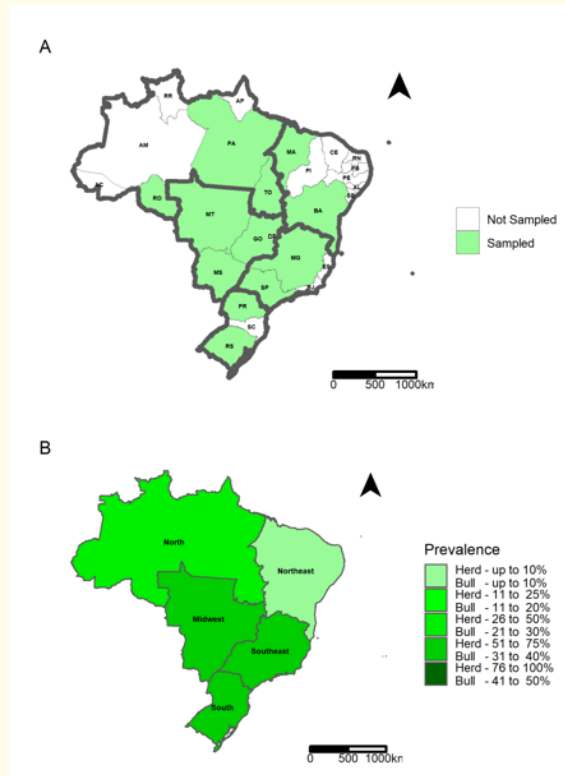 A
RR
AP
AM
PA
MA
CE
RN
PB
PE
AL
SE
PI
AC
RO
TO
BA
MT
GO
DF
MG
ES
MS
SP
RJ
PR
SC
RS
Not Sampled
Sampled
0 500 1000km
B
North
Northeast
Midwest
Southeast
South
Prevalence
Herd - up to 10%
Bull - up to 10%
Herd - 11 to 25%
Bull - 11 to 20%
Herd - 26 to 50%
Bull - 21 to 30%
Herd - 51 to 75%
Bull - 31 to 40%
Herd - 76 to 100%
Bull - 41 to 50%
0 500 1000km